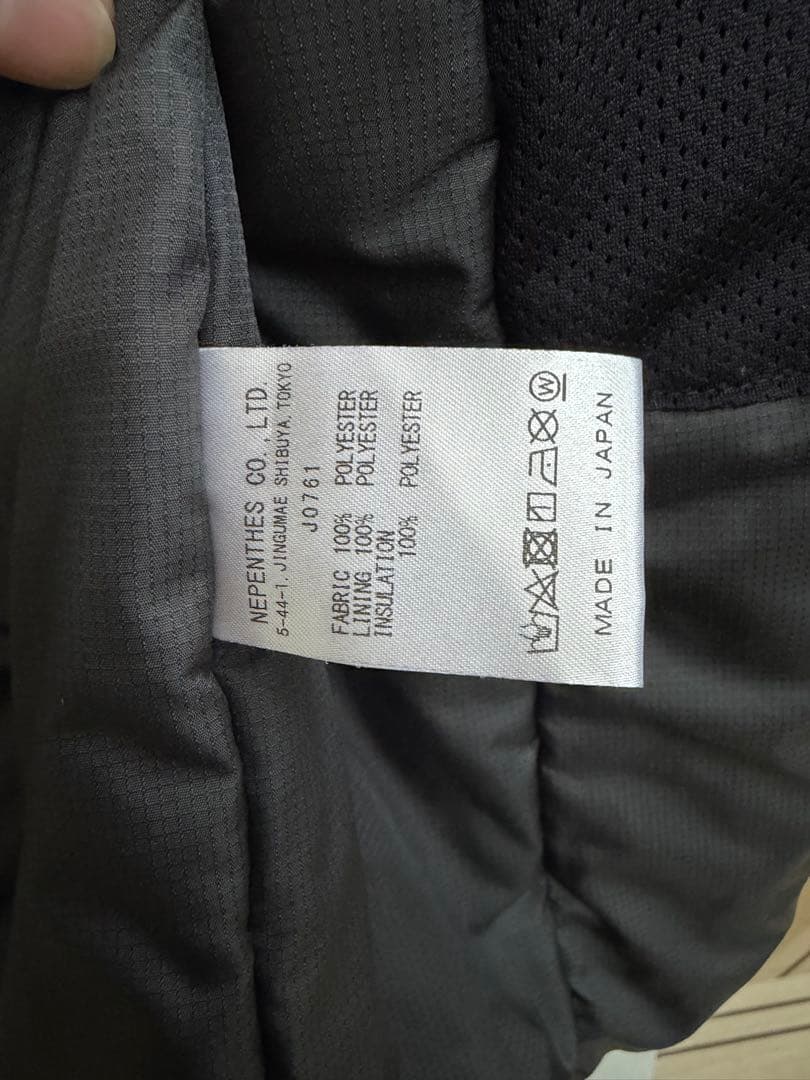 NEPENTHES CO.,LTD.
5-44-1, JINGUMAE SHIBUYA, TOKYO
J0761
FABRIC 100% POLYESTER
LINING 100% POLYESTER
INSULATION
100% POLYESTER
W
MADE IN JAPAN